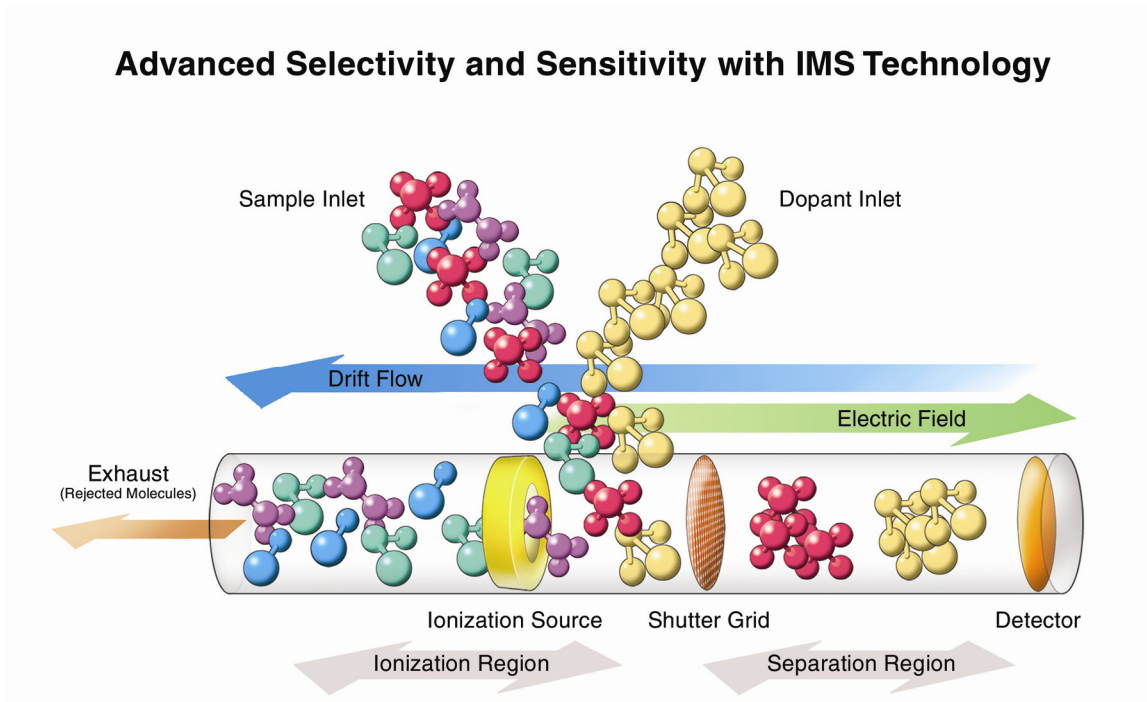 Advanced Selectivity and Sensitivity with IMS Technology
Sample Inlet
Dopant Inlet
Drift Flow
Electric Field
Exhaust
(Rejected Molecules)
Ionization Source
Shutter Grid
Detector
Ionization Region
Separation Region